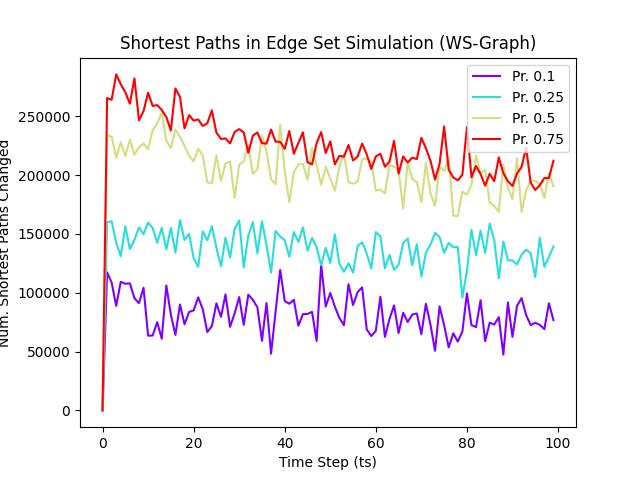 Shortest Paths in Edge Set Simulation (WS-Graph)
Num. Shortest Paths Changed
250000
200000
150000
100000
50000
0
Pr. 0.1
Pr. 0.25
Pr. 0.5
Pr. 0.75
0 20 40 60 80 100
Time Step (ts)